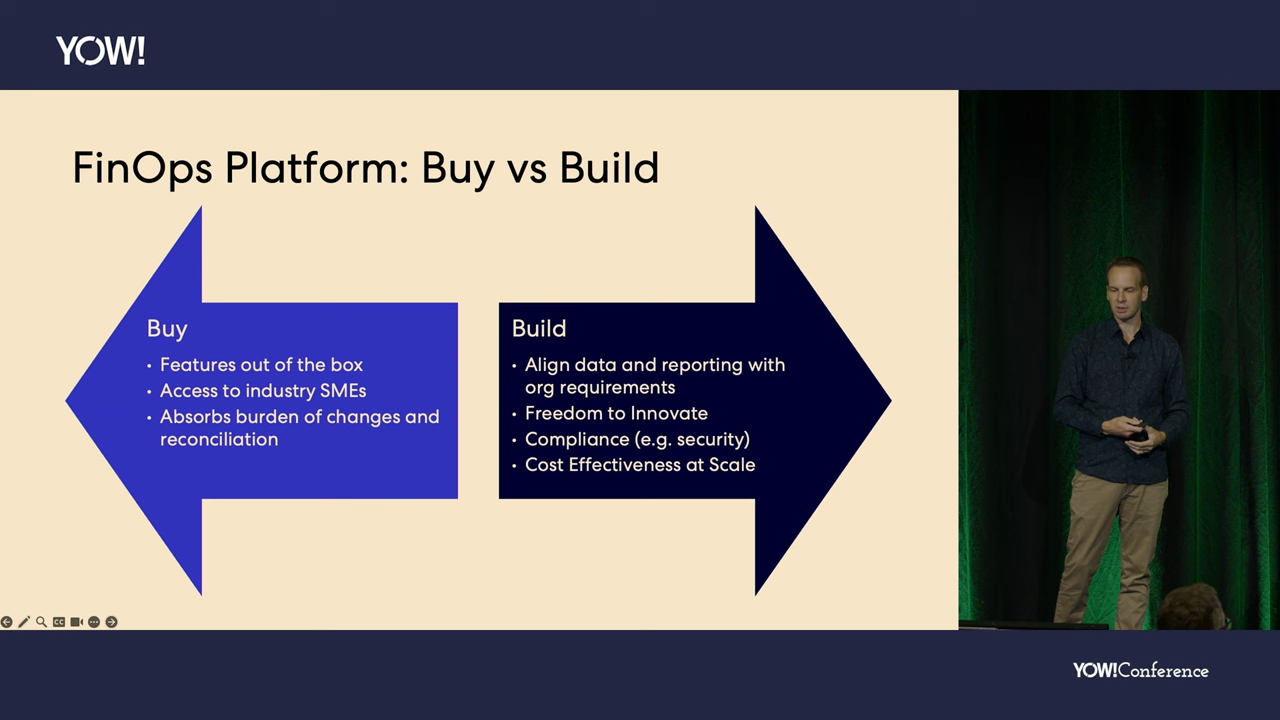 YOW!
FinOps Platform: Buy vs Build
Buy
• Features out of the box
• Access to industry SMEs
• Absorbs burden of changes and
reconciliation
Build
• Align data and reporting with
org requirements
• Freedom to Innovate
• Compliance (e.g. security)
• Cost Effectiveness at Scale
CC
YOW!Conference